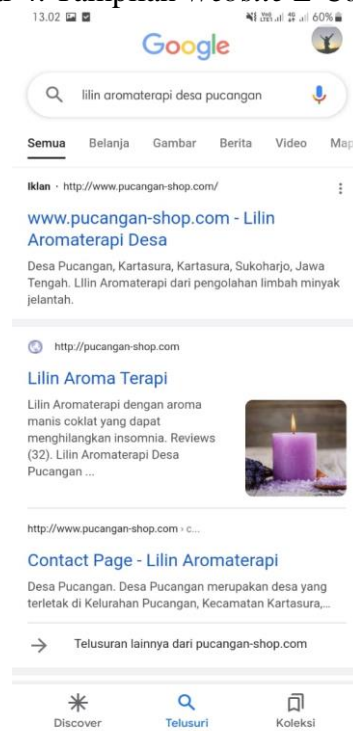 Tampilan Website E-Co
13.02 60%
Google
lilin aromaterapi desa pucangan
Semua Belanja Gambar Berita Video Map
Iklan · http://www.pucangan-shop.com/
www.pucangan-shop.com - Lilin
Aromaterapi Desa
Desa Pucangan, Kartasura, Kartasura, Sukoharjo, Jawa
Tengah. LIlin Aromaterapi dari pengolahan limbah minyak
jelantah.
http://pucangan-shop.com
Lilin Aroma Terapi
Lilin Aromaterapi dengan aroma
manis coklat yang dapat
menghilangkan insomnia. Reviews
(32). Lilin Aromaterapi Desa
Pucangan ...
http://www.pucangan-shop.com › c...
Contact Page - Lilin Aromaterapi
Desa Pucangan. Desa Pucangan merupakan desa yang
terletak di Kelurahan Pucangan, Kecamatan Kartasura,...
Telusuran lainnya dari pucangan-shop.com
Discover Telusuri Koleksi